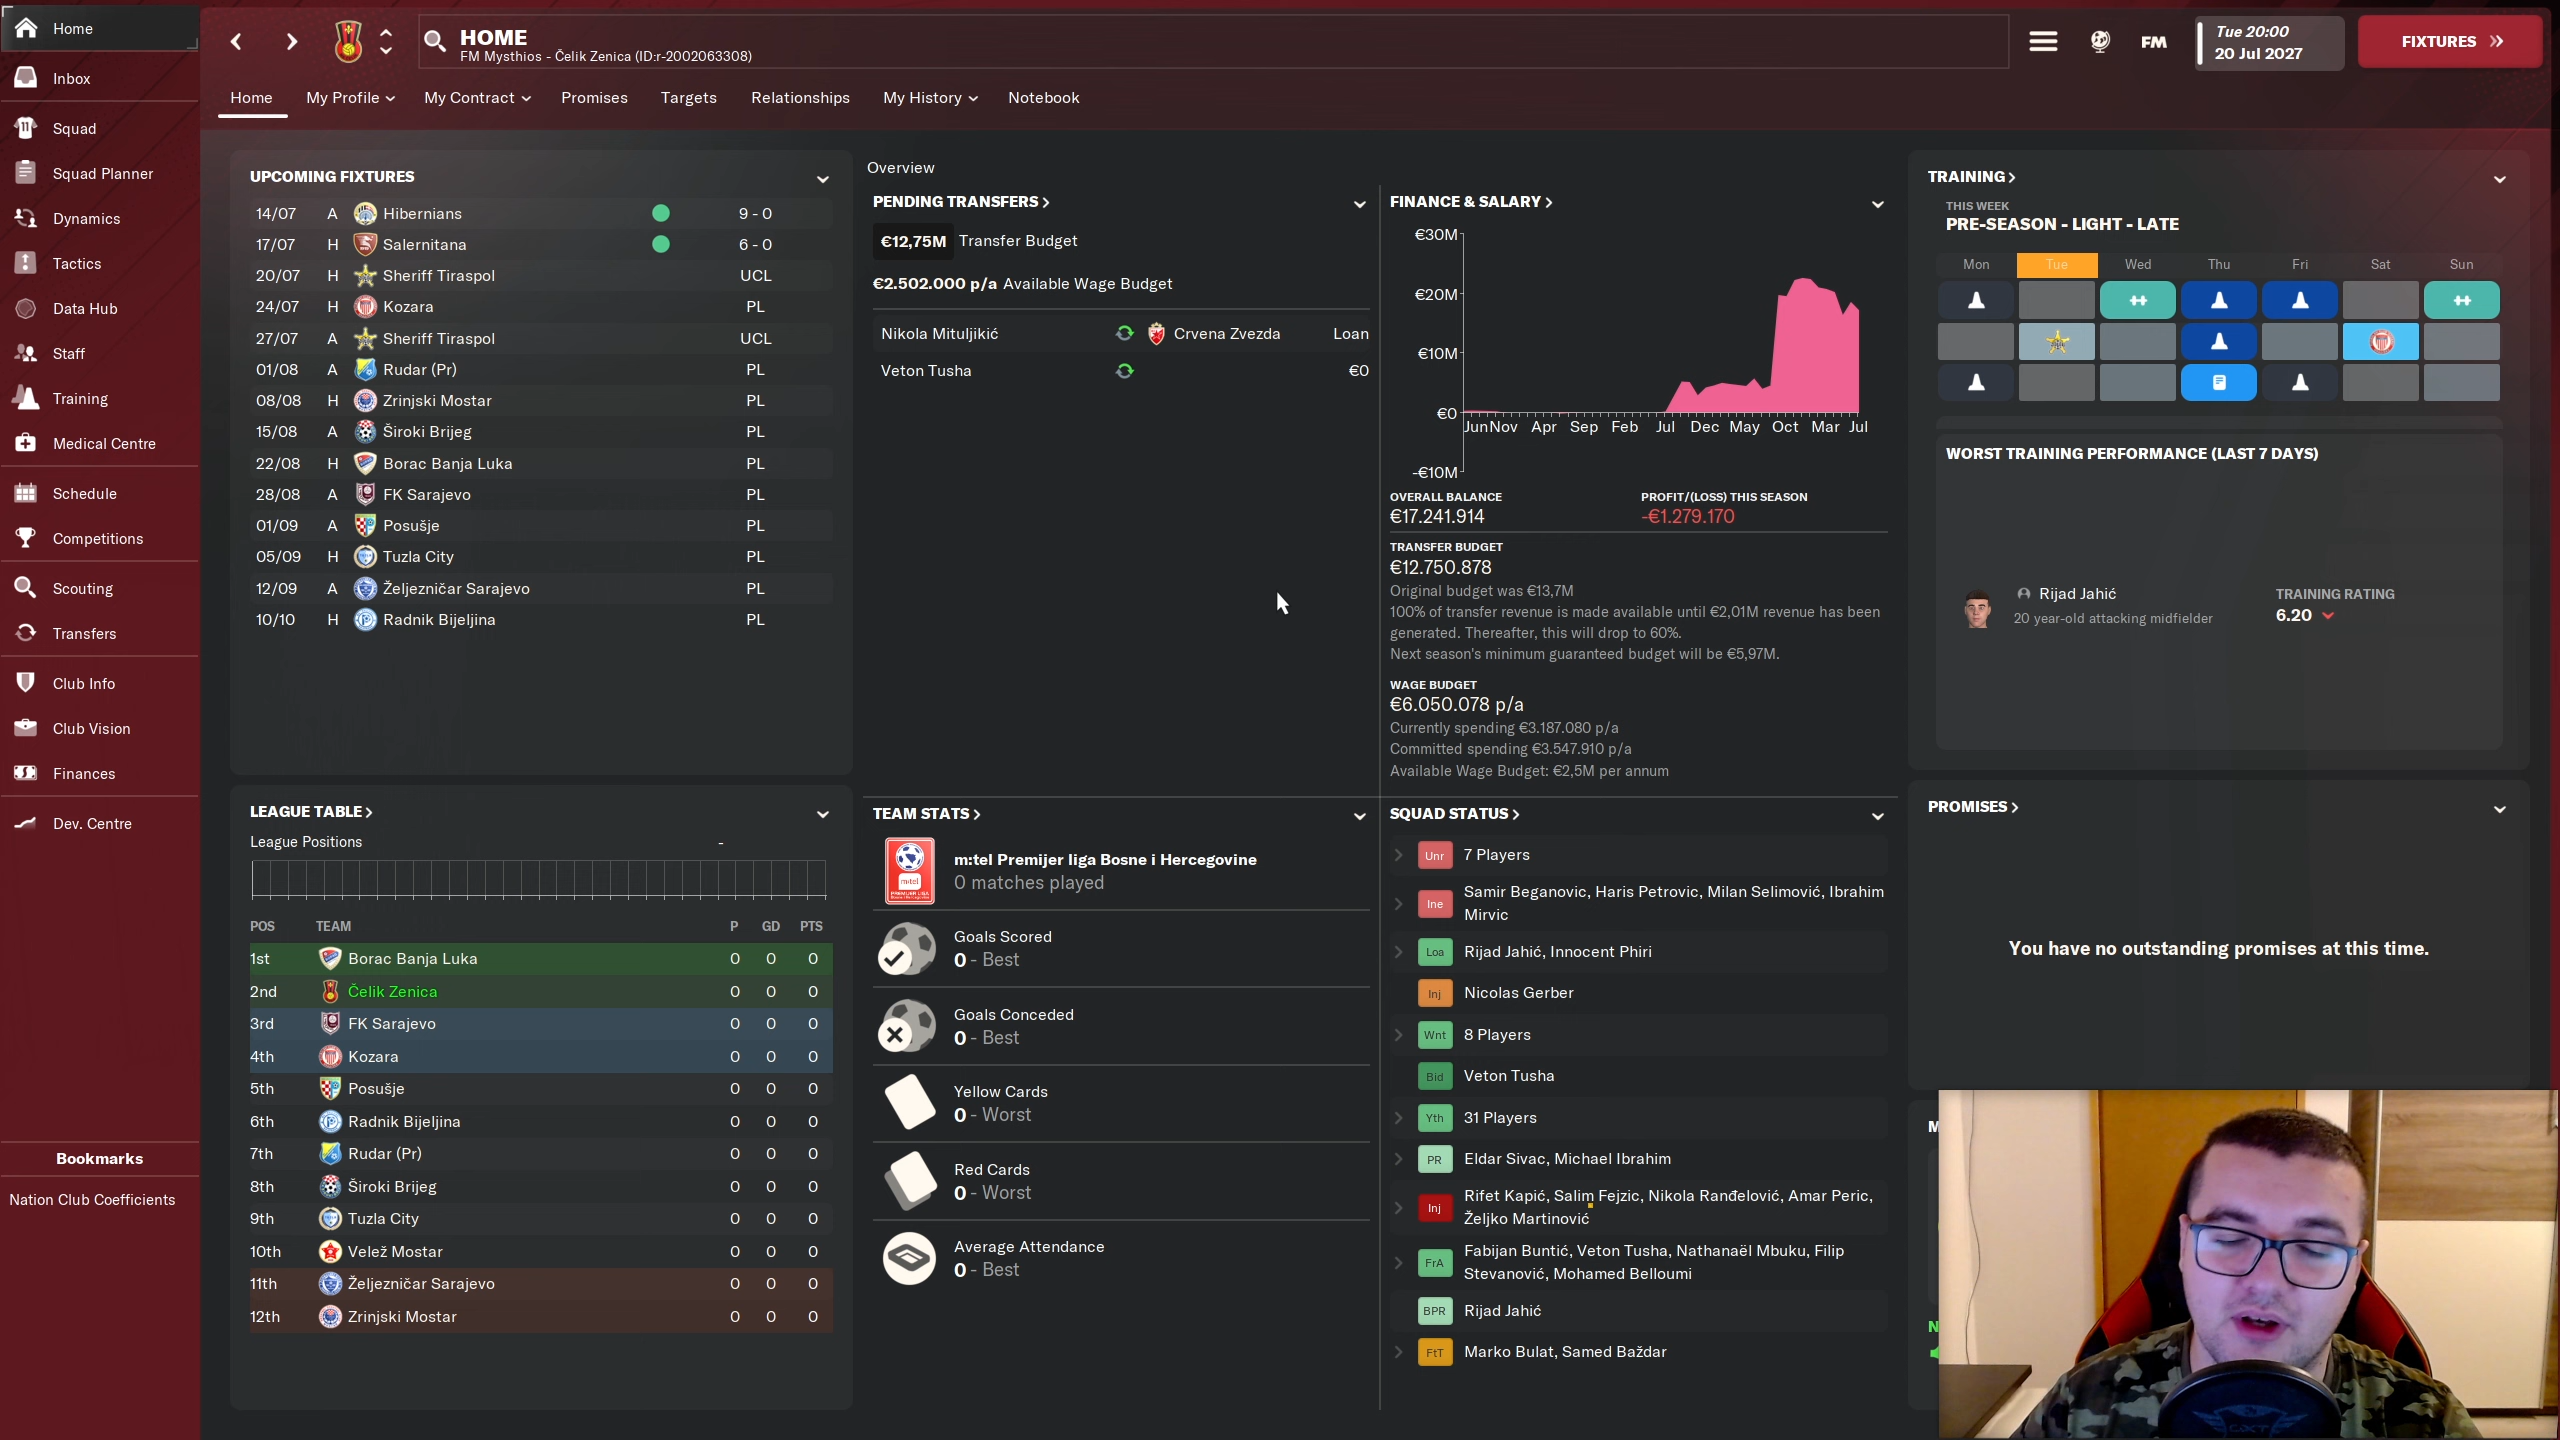 Home
Inbox
Squad
Squad Planner
Dynamics
Tactics
Data Hub
Staff
Training
Medical Centre
Schedule
Competitions
Scouting
Transfers
Club Info
Club Vision
Finances
Dev. Centre
Bookmarks
Nation Club Coefficients
HOME
FM Mysthios - Čelik Zenica (ID:r-2002063308)
FM
Tue 20:00
20 Jul 2027
FIXTURES
Home My Profile My Contract Promises Targets Relationships My History Notebook
UPCOMING FIXTURES
14/07 A Hibernians 9 - 0
17/07 H Salernitana 6 - 0
20/07 H Sheriff Tiraspol UCL
24/07 H Kozara PL
27/07 A Sheriff Tiraspol UCL
01/08 A Rudar (Pr) PL
08/08 H Zrinjski Mostar PL
15/08 A Široki Brijeg PL
22/08 H Borac Banja Luka PL
28/08 A FK Sarajevo PL
01/09 A Posušje PL
05/09 H Tuzla City PL
12/09 A Željezničar Sarajevo PL
10/10 H Radnik Bijeljina PL
LEAGUE TABLE
League Positions -
POS TEAM P GD PTS
1st Borac Banja Luka 0 0 0
2nd Čelik Zenica 0 0 0
3rd FK Sarajevo 0 0 0
4th Kozara 0 0 0
5th Posušje 0 0 0
6th Radnik Bijeljina 0 0 0
7th Rudar (Pr) 0 0 0
8th Široki Brijeg 0 0 0
9th Tuzla City 0 0 0
10th Velež Mostar 0 0 0
11th Željezničar Sarajevo 0 0 0
12th Zrinjski Mostar 0 0 0
Overview
PENDING TRANSFERS
€12,75M Transfer Budget
€2.502.000 p/a Available Wage Budget
Nikola Mituljikić Crvena Zvezda Loan
Veton Tusha €0
FINANCE & SALARY
€30M
€20M
€10M
€0
-€10M
Jun Nov Apr Sep Feb Jul Dec May Oct Mar Jul
OVERALL BALANCE
€17.241.914
PROFIT/(LOSS) THIS SEASON
-€1.279.170
TRANSFER BUDGET
€12.750.878
Original budget was €13,7M
100% of transfer revenue is made available until €2,01M revenue has been
generated. Thereafter, this will drop to 60%.
Next season's minimum guaranteed budget will be €5,97M.
WAGE BUDGET
€6.050.078 p/a
Currently spending €3.187.080 p/a
Committed spending €3.547.910 p/a
Available Wage Budget: €2,5M per annum
TEAM STATS
m:tel Premijer liga Bosne i Hercegovine
0 matches played
Goals Scored
0 - Best
Goals Conceded
0 - Best
Yellow Cards
0 - Worst
Red Cards
0 - Worst
Average Attendance
0 - Best
SQUAD STATUS
Unr 7 Players
Ine Samir Beganovic, Haris Petrovic, Milan Selimović, Ibrahim
Mirvic
Loa Rijad Jahić, Innocent Phiri
Inj Nicolas Gerber
Wnt 8 Players
Bid Veton Tusha
Yth 31 Players
PR Eldar Sivac, Michael Ibrahim
Inj Rifet Kapić, Salim Fejzic, Nikola Ranđelović, Amar Peric,
Željko Martinović
FrA Fabijan Buntić, Veton Tusha, Nathanaël Mbuku, Filip
Stevanović, Mohamed Belloumi
BPR Rijad Jahić
FtT Marko Bulat, Samed Baždar
TRAINING
THIS WEEK
PRE-SEASON - LIGHT - LATE
Mon Tue Wed Thu Fri Sat Sun
WORST TRAINING PERFORMANCE (LAST 7 DAYS)
Rijad Jahić
20 year-old attacking midfielder
TRAINING RATING
6.20
PROMISES
You have no outstanding promises at this time.